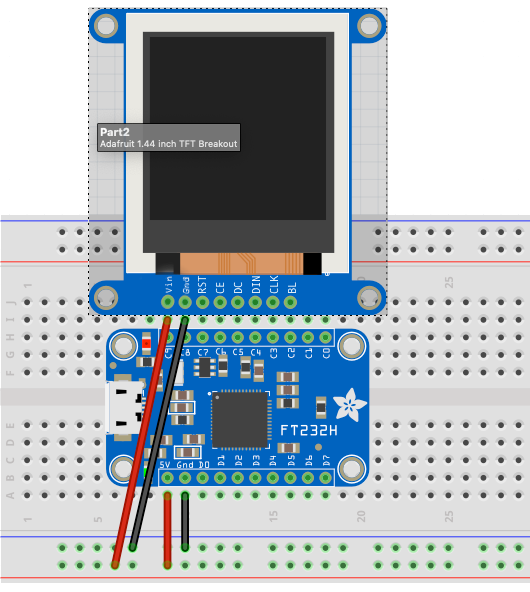 Part2
Adafruit 1.44 inch TFT Breakout
Vin Gnd RST CE DC DIN CLK BL
1 25
J
I
H
G
F
C8 C7 C6 C5 C4 C3 C2 C1 C0
FT232H
E
D
C
B
A
5V Gnd D0 D1 D2 D3 D4 D5 D6 D7
1 5 15 20 25